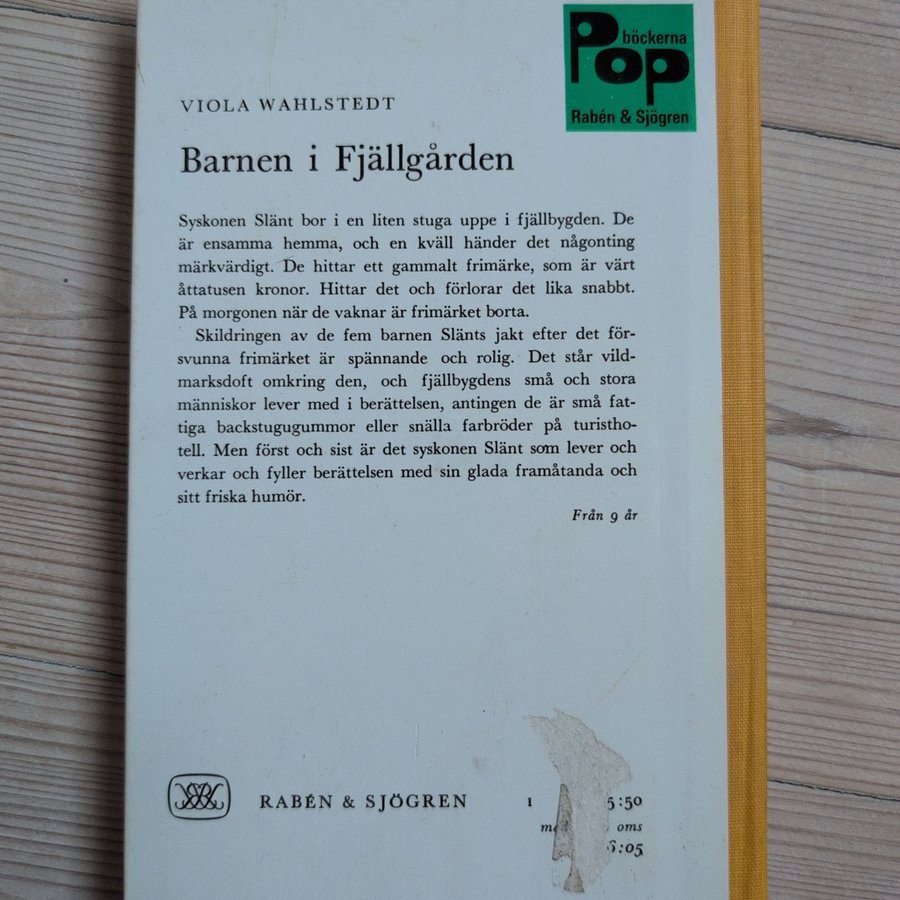 Pop böckerna
Rabén & Sjögren
VIOLA WAHLSTEDT
Barnen i Fjällgården
Syskonen Slänt bor i en liten stuga uppe i fjällbygden. De
är ensamma hemma, och en kväll händer det någonting
märkvärdigt. De hittar ett gammalt frimärke, som är värt
åttatusen kronor. Hittar det och förlorar det lika snabbt.
På morgonen när de vaknar är frimärket borta.
Skildringen av de fem barnen Slänts jakt efter det för-
svunna frimärket är spännande och rolig. Det står vild-
marksdoft omkring den, och fjällbygdens små och stora
människor lever med i berättelsen, antingen de är små fat-
tiga backstugugummor eller snälla farbröder på turistho-
tell. Men först och sist är det syskonen Slänt som lever och
verkar och fyller berättelsen med sin glada framåtanda och
sitt friska humör.
Från 9 år
RABÉN & SJÖGREN
1 5:50
oms
6:05